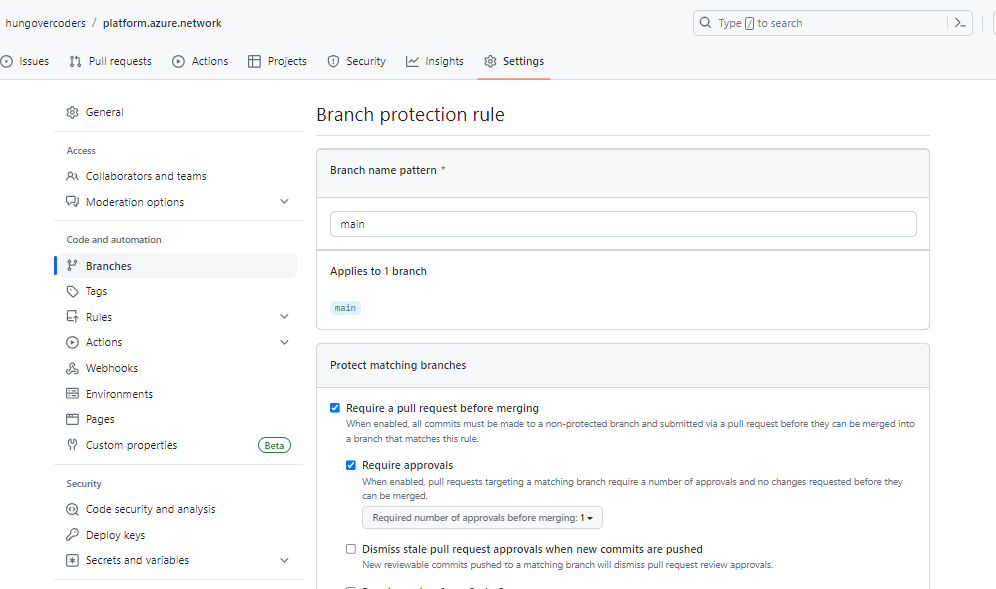 hungovercoders / platform.azure.network
Type / to search
Issues Pull requests Actions Projects Security Insights Settings
General
Access
Collaborators and teams
Moderation options
Code and automation
Branches
Tags
Rules
Actions
Webhooks
Environments
Pages
Custom properties Beta
Security
Code security and analysis
Deploy keys
Secrets and variables
Branch protection rule
Branch name pattern *
main
Applies to 1 branch
main
Protect matching branches
Require a pull request before merging
When enabled, all commits must be made to a non-protected branch and submitted via a pull request before they can be merged into
a branch that matches this rule.
Require approvals
When enabled, pull requests targeting a matching branch require a number of approvals and no changes requested before they
can be merged.
Required number of approvals before merging: 1
Dismiss stale pull request approvals when new commits are pushed
New reviewable commits pushed to a matching branch will dismiss pull request review approvals.